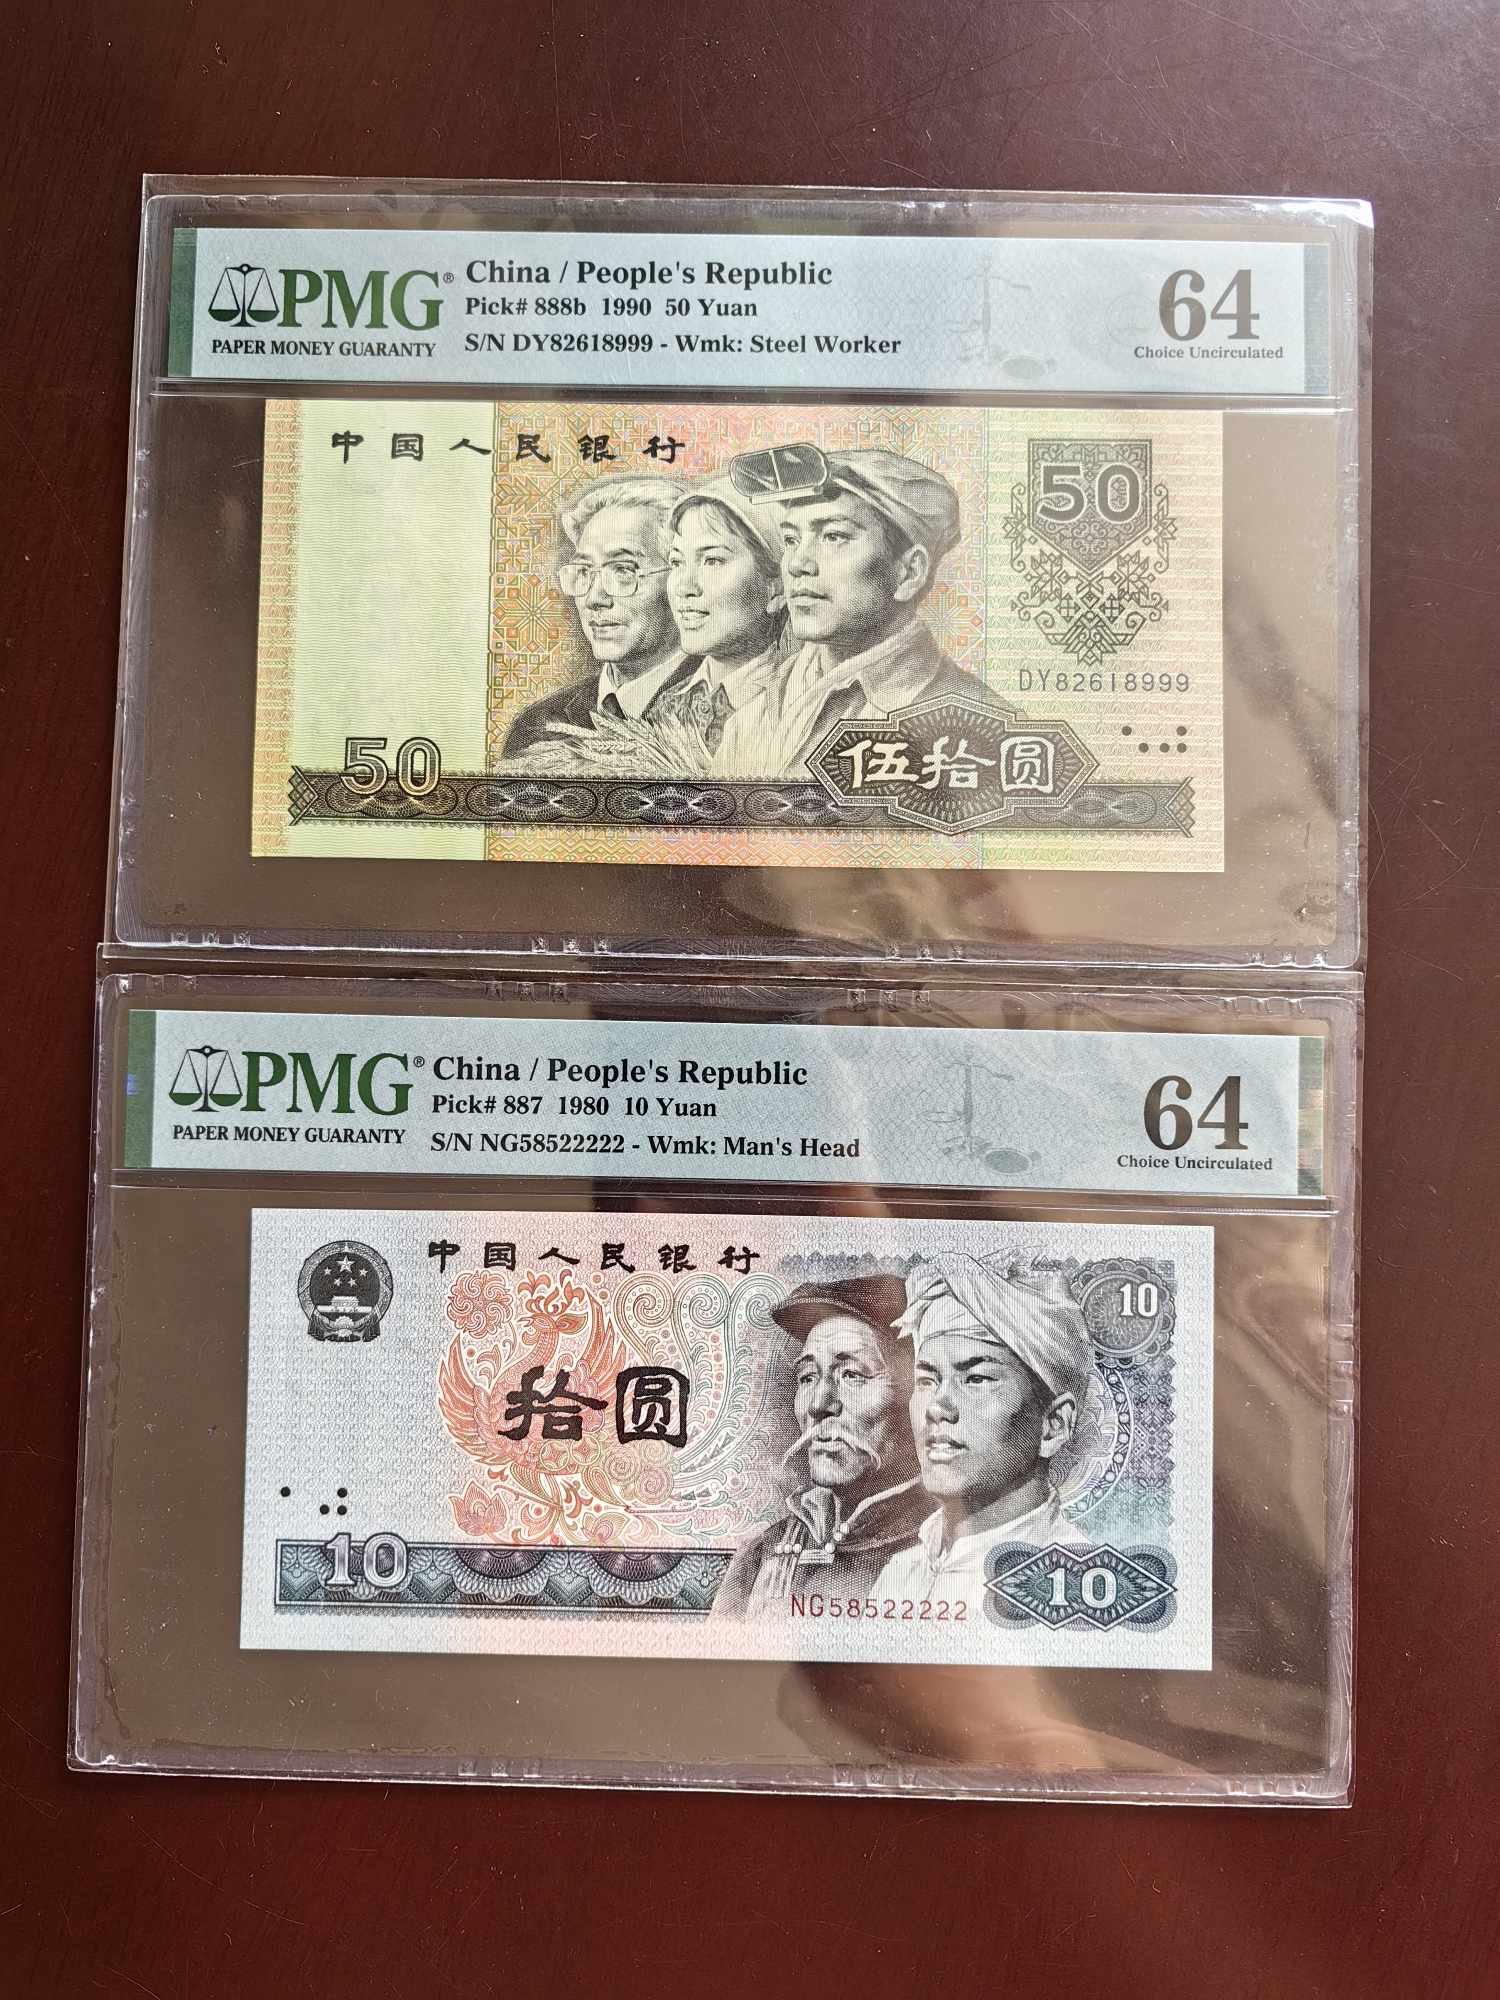 PMG®
PAPER MONEY GUARANTY
China / People's Republic
Pick# 888b 1990 50 Yuan
S/N DY82618999 - Wmk: Steel Worker
64
Choice Uncirculated
中国人民银行
50
DY82618999
50
伍拾圆
PMG®
PAPER MONEY GUARANTY
China / People's Republic
Pick# 887 1980 10 Yuan
S/N NG58522222 - Wmk: Man's Head
64
Choice Uncirculated
中国人民银行
10
拾圆
10
NG58522222
10